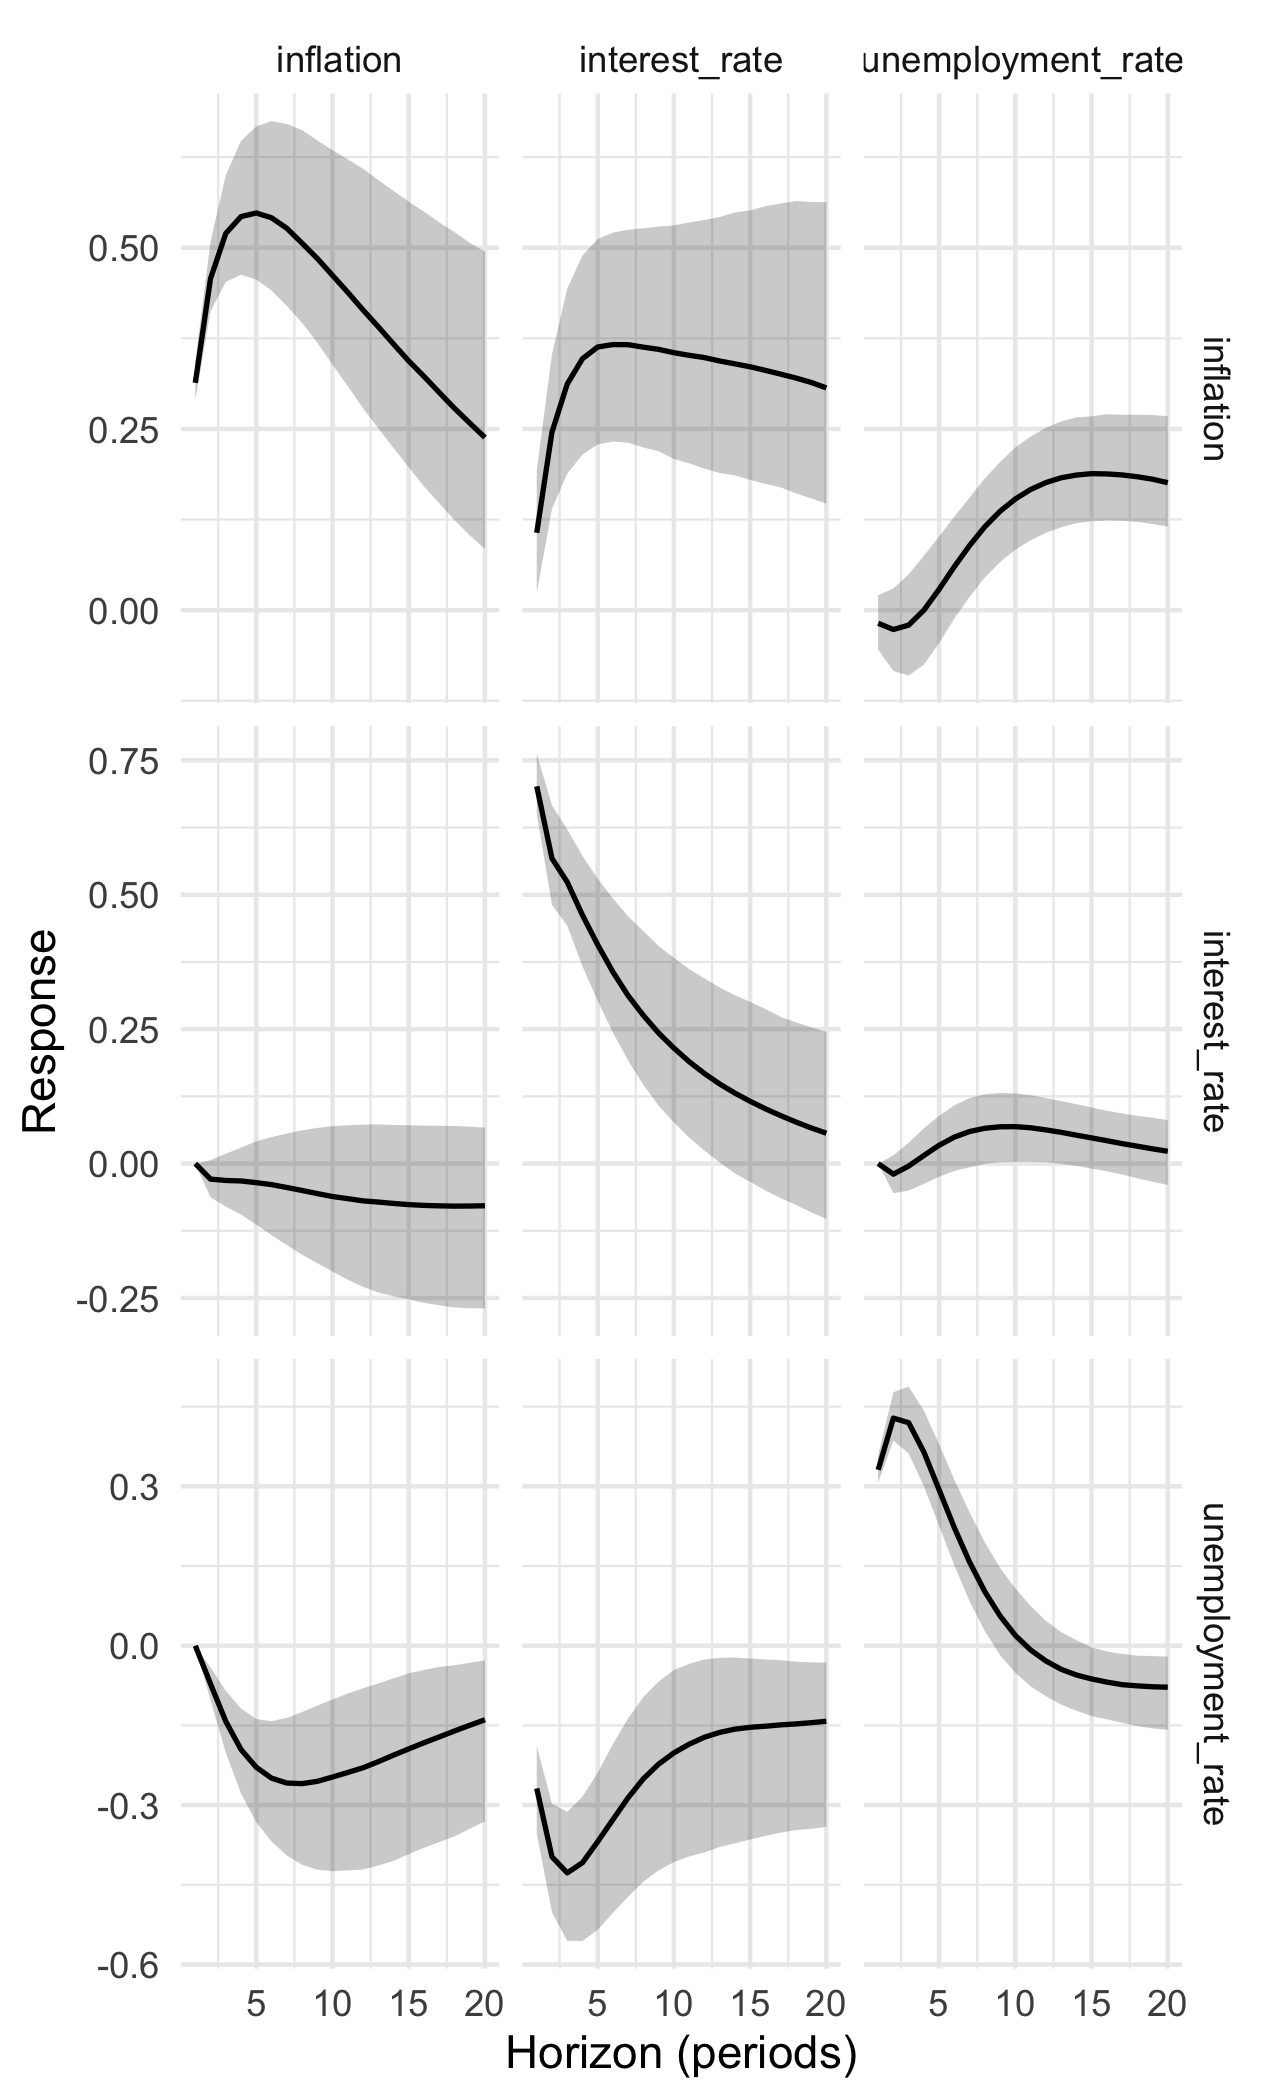 inflation
interest_rate
unemployment_rate
0.50
0.25
0.00
inflation
0.75
0.50
0.25
0.00
-0.25
interest_rate
Response
0.3
0.0
-0.3
-0.6
unemployment_rate
5 10 15 20
5 10 15 20
5 10 15 20
Horizon (periods)